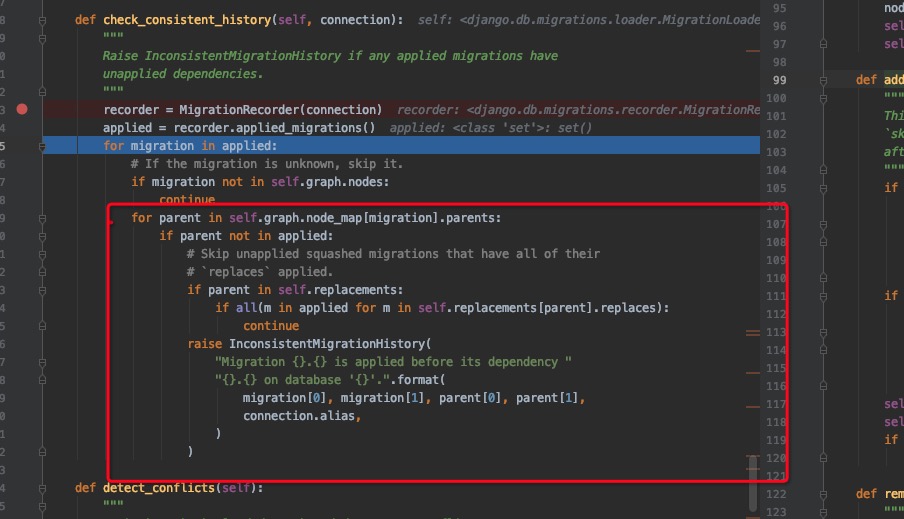 def check_consistent_history(self, connection):  self: <django.db.migrations.loader.MigrationLoade
"""
Raise InconsistentMigrationHistory if any applied migrations have
unapplied dependencies.
"""
recorder = MigrationRecorder(connection)  recorder: <django.db.migrations.recorder.MigrationRe
applied = recorder.applied_migrations()  applied: <class 'set'>: set()
for migration in applied:
# If the migration is unknown, skip it.
if migration not in self.graph.nodes:
continue
for parent in self.graph.node_map[migration].parents:
if parent not in applied:
# Skip unapplied squashed migrations that have all of their
# `replaces` applied.
if parent in self.replacements:
if all(m in applied for m in self.replacements[parent].replaces):
continue
raise InconsistentMigrationHistory(
"Migration {}.{} is applied before its dependency "
"{}.{} on database '{}'.".format(
migration[0], migration[1], parent[0], parent[1],
connection.alias,
)
)
def detect_conflicts(self):
"""
95 nod
96 sel
97 sel
98
99 def add
100 """
101 Thi
102 `sk
103 aft
104 """
105 if
106
107
108
109
110
111 if
112
113
114
115
116
117 sel
118 sel
119 if
120
121
122 def rem
123 """